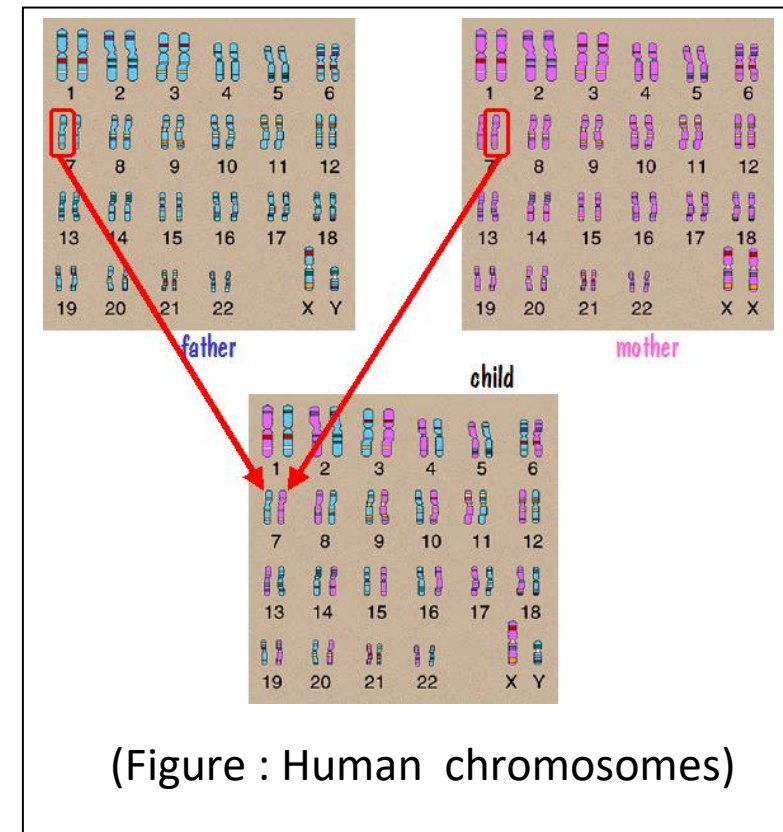 1 2 3 4 5 6
7 8 9 10 11 12
13 14 15 16 17 18
19 20 21 22 X Y
father
1 2 3 4 5 6
7 8 9 10 11 12
13 14 15 16 17 18
19 20 21 22 X X
mother
child
1 2 3 4 5 6
7 8 9 10 11 12
13 14 15 16 17 18
19 20 21 22 X Y
(Figure : Human chromosomes)